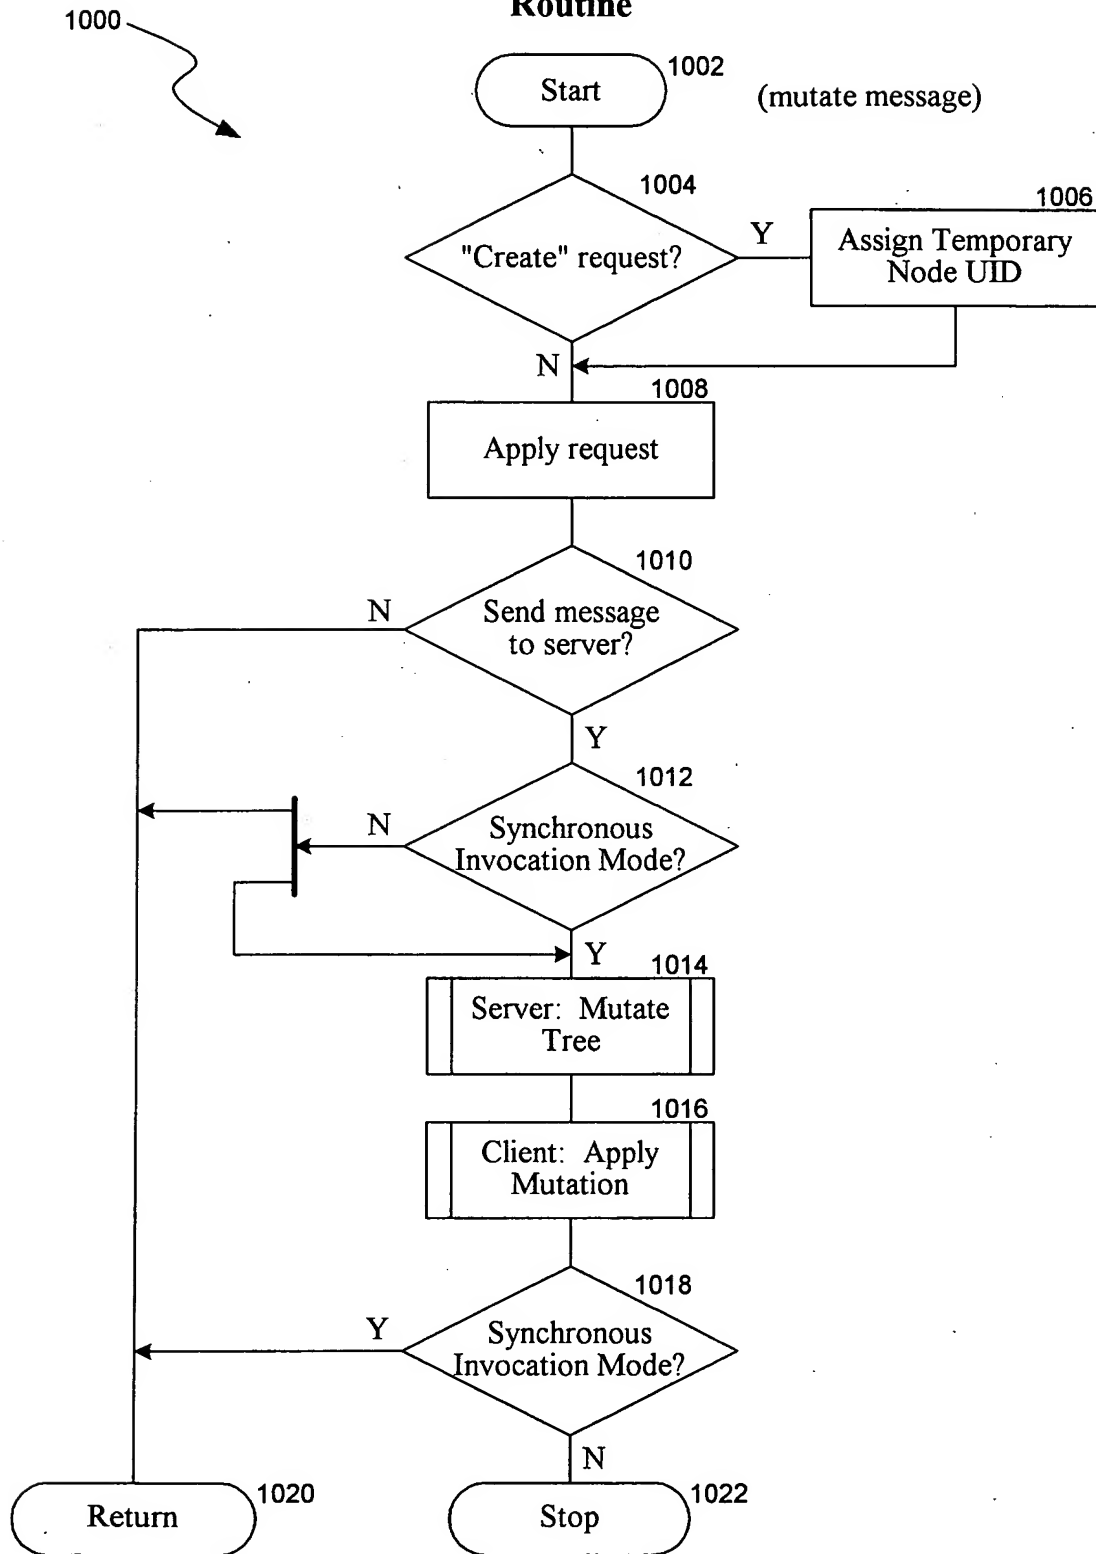 Routine
1000
Start
1002
(mutate message)
1004
"Create" request?
Y
1006
Assign Temporary
Node UID
N
1008
Apply request
1010
Send message
to server?
N
Y
1012
Synchronous
Invocation Mode?
N
Y
1014
Server: Mutate
Tree
1016
Client: Apply
Mutation
1018
Synchronous
Invocation Mode?
Y
N
Return
1020
Stop
1022